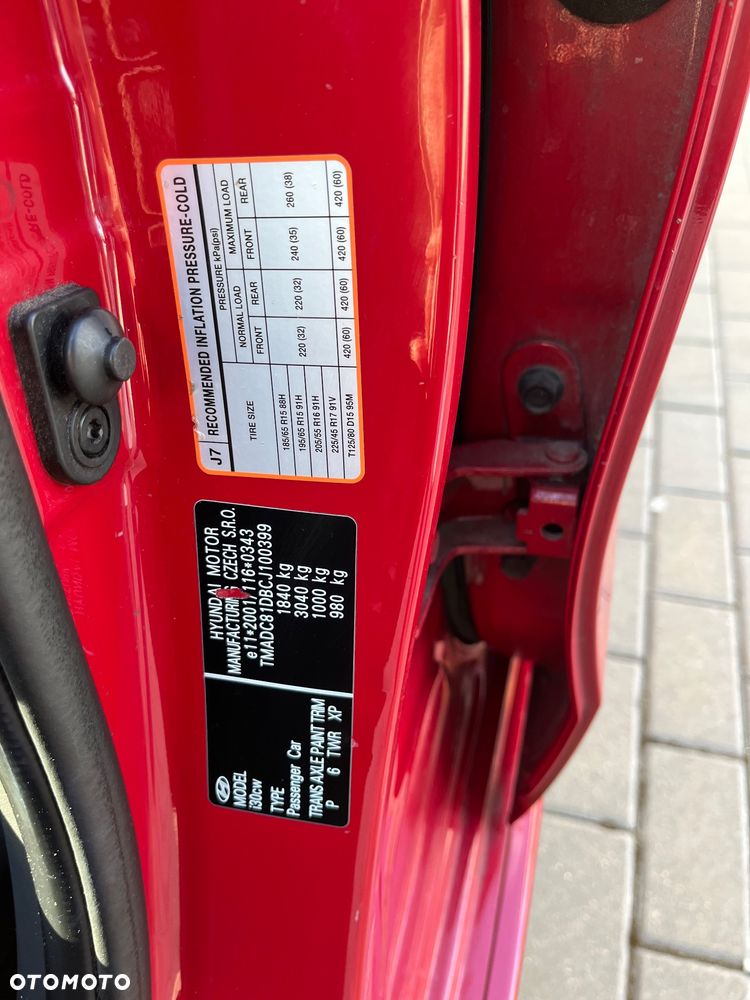 J7 RECOMMENDED INFLATION PRESSURE-COLD
TIRE SIZE PRESSURE kPa(psi)
NORMAL LOAD MAXIMUM LOAD
FRONT REAR FRONT REAR
185/65 R15 88H
195/65 R15 91H
205/55 R16 91H
225/45 R17 91V
220 (32) 220 (32) 240 (35) 260 (38)
T125/80 D15 95M 420 (60) 420 (60) 420 (60) 420 (60)
HYUNDAI MOTOR
MANUFACTURING CZECH S.R.O.
e11*2001/116*0343
TMADC81DBCJ100399
1840 kg
3040 kg
1000 kg
980 kg
MODEL
i30cw
TYPE
Passenger Car
TRANS AXLE PAINT TRIM
P 6 TWR XP
OTOMOTO